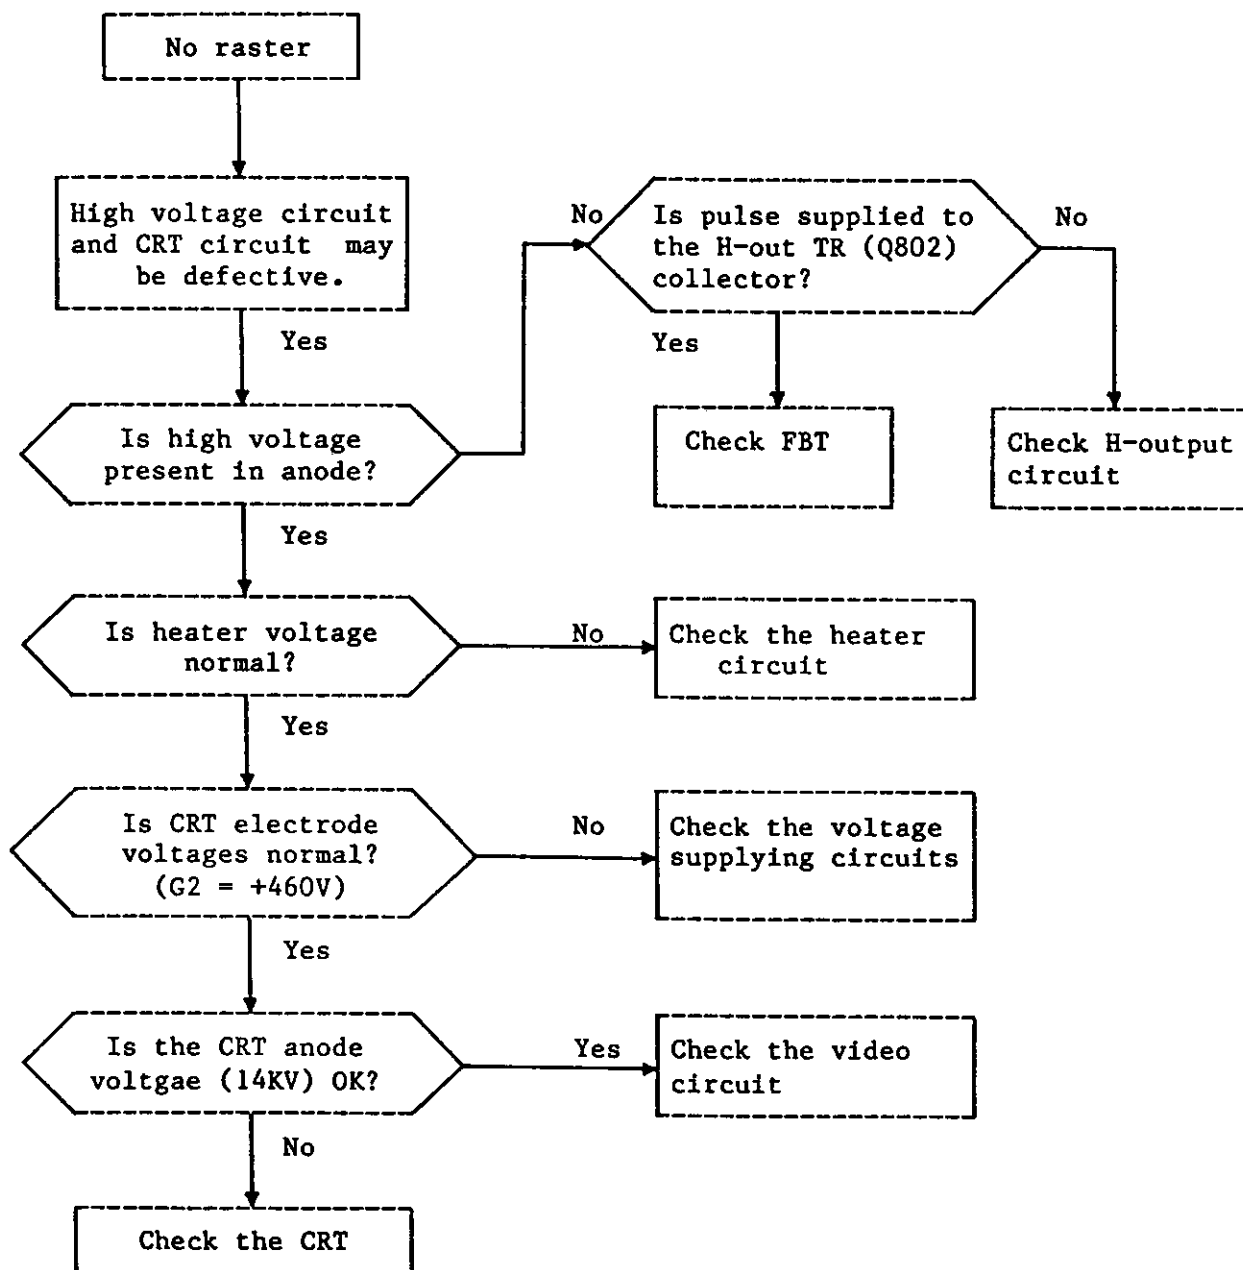 No raster
High voltage circuit
and CRT circuit may
be defective.
Yes
Is high voltage
present in anode?
No
Is pulse supplied to
the H-out TR (Q802)
collector?
No
Yes
Check FBT
Check H-output
circuit
Yes
Is heater voltage
normal?
No
Check the heater
circuit
Yes
Is CRT electrode
voltages normal?
(G2 = +460V)
No
Check the voltage
supplying circuits
Yes
Is the CRT anode
voltgae (14KV) OK?
Yes
Check the video
circuit
No
Check the CRT